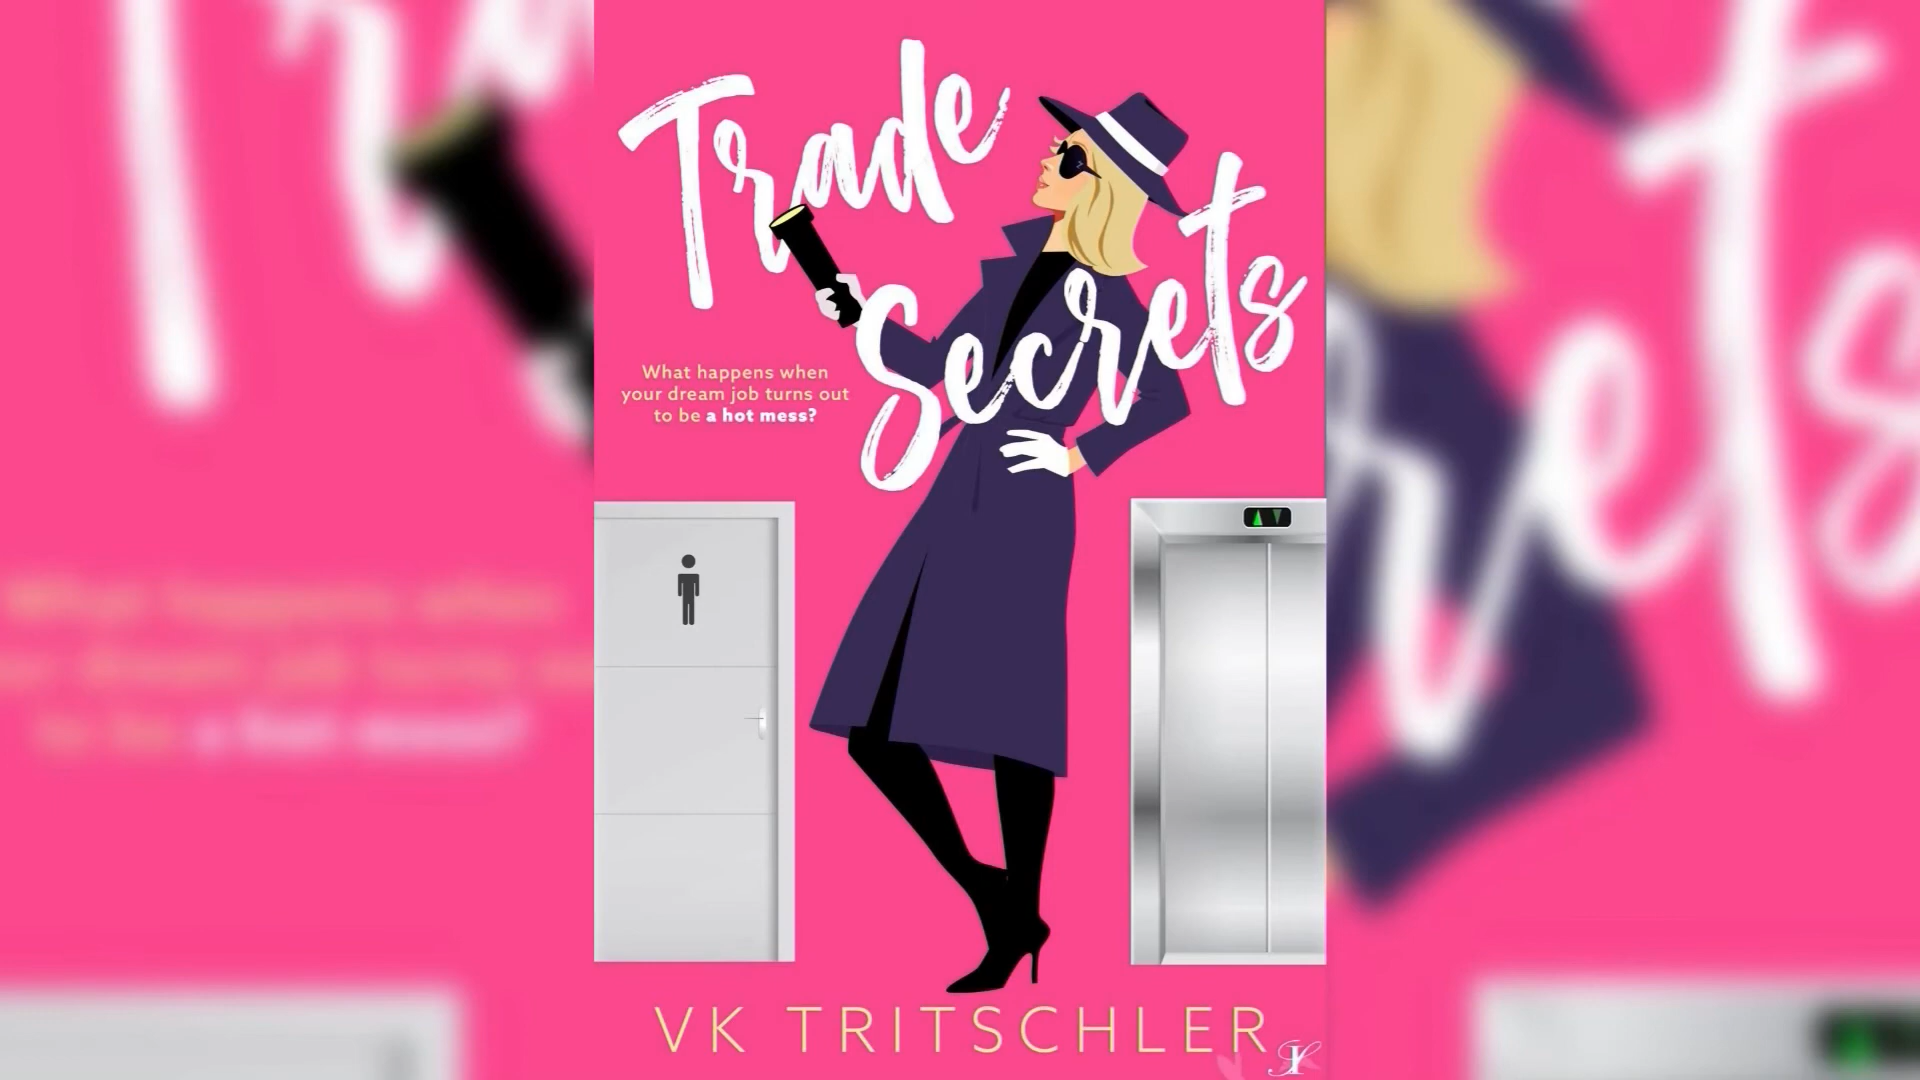 Trade
Secrets
What happens when
your dream job turns out
to be a hot mess?
VK TRITSCHLER